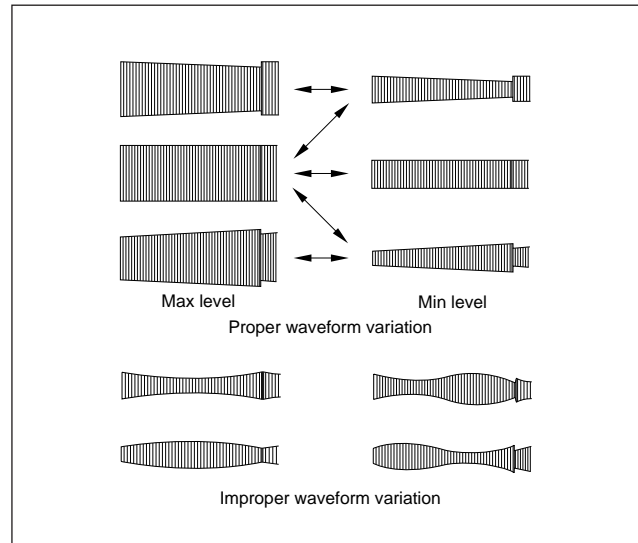 Max level
Min level
Proper waveform variation
Improper waveform variation